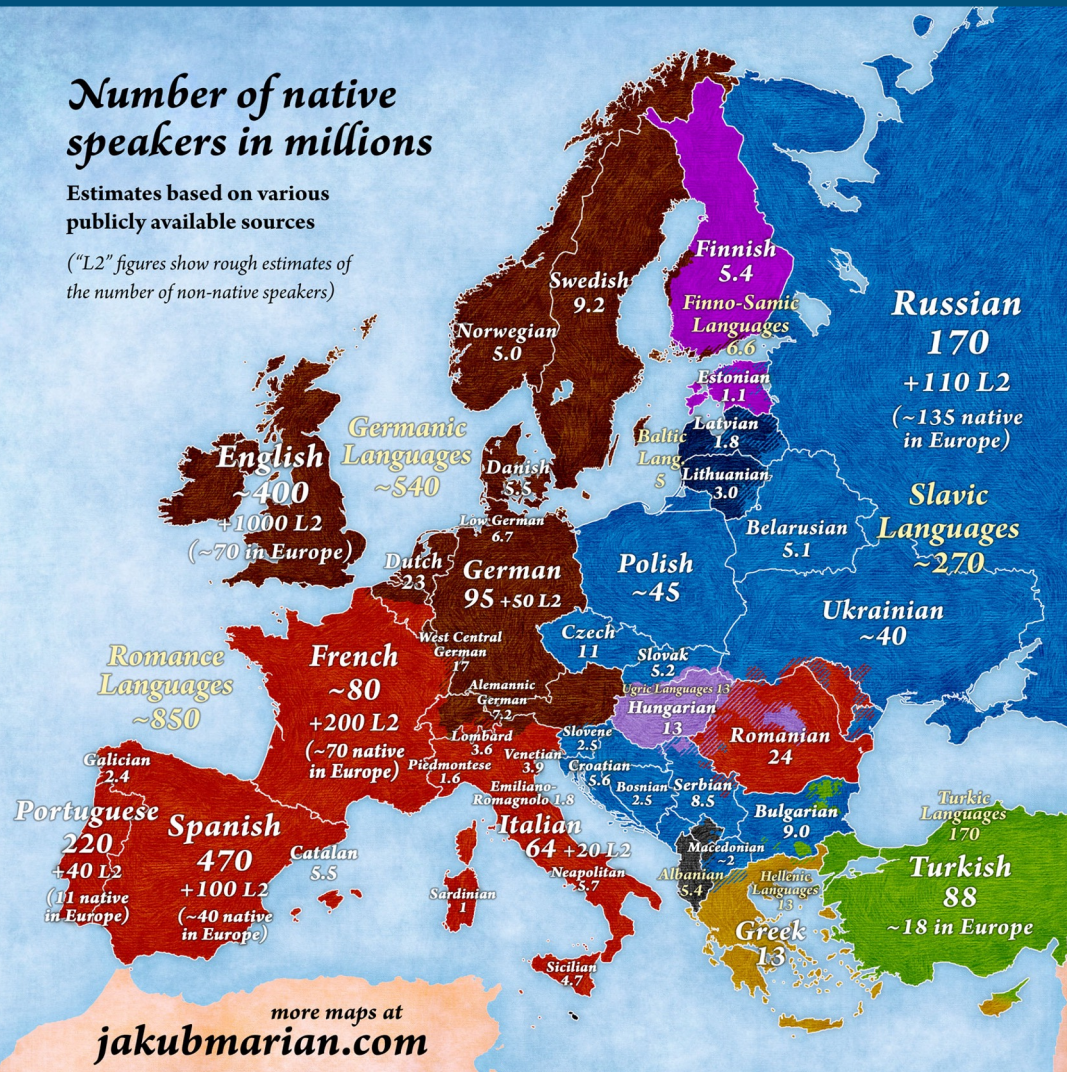 Number of native
speakers in millions
Estimates based on various
publicly available sources
("L2" figures show rough estimates of
the number of non-native speakers)
Finnish
5.4
Finno-Samic
Languages
6.6
Swedish
9.2
Norwegian
5.0
Russian
170
+110 L2
(~135 native
in Europe)
Estonian
1.1
Latvian
1.8
Baltic
Lang.
5
Lithuanian
3.0
Germanic
Languages
~540
English
~400
+1000 L2
(~70 in Europe)
Danish
5.5
Slavic
Languages
~270
Low German
6.7
Belarusian
5.1
Dutch
23
German
95 +50 L2
Polish
~45
Ukrainian
~40
Czech
11
West Central
German
17
Slovak
5.2
Romance
Languages
~850
French
~80
+200 L2
(~70 native
in Europe)
Alemannic
German
7.2
Ugric Languages 13
Hungarian
13
Romanian
24
Lombard
3.6
Slovene
2.5
Venetian
3.9
Piedmontese
1.6
Croatian
5.6
Galician
2.4
Emiliano-
Romagnolo 1.8
Bosnian
2.5
Serbian
8.5
Portuguese
220
+40 L2
(11 native
in Europe)
Spanish
470
+100 L2
(~40 native
in Europe)
Catalan
5.5
Italian
64 +20 L2
Bulgarian
9.0
Turkic
Languages
170
Macedonian
~2
Neapolitan
5.7
Albanian
5.4
Hellenic
Languages
13
Turkish
88
~18 in Europe
Sardinian
1
Greek
13
Sicilian
4.7
more maps at
jakubmarian.com